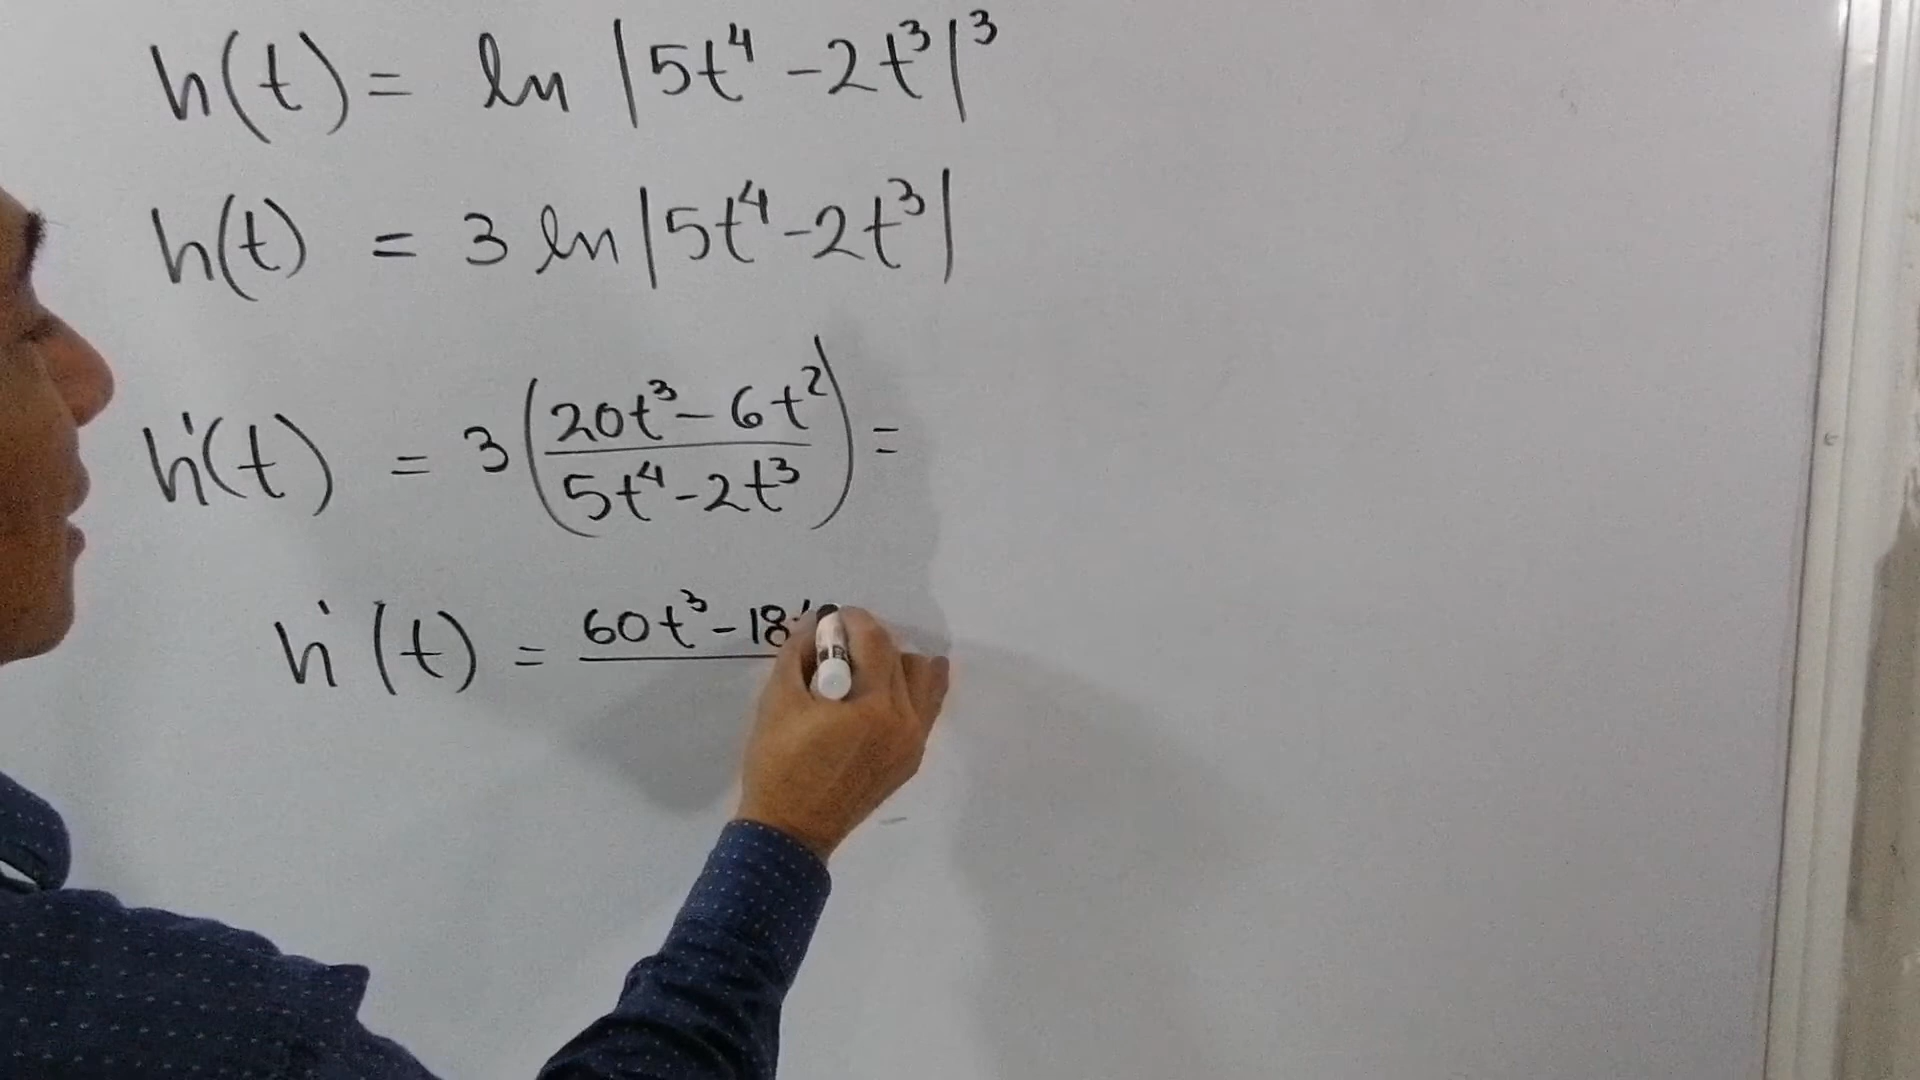 h(t) = ln |5t⁴ - 2t³|³
h(t) = 3 ln |5t⁴ - 2t³|
h'(t) = 3 ( (20t³ - 6t²) / (5t⁴ - 2t³) ) =
h'(t) = 60t³ - 18